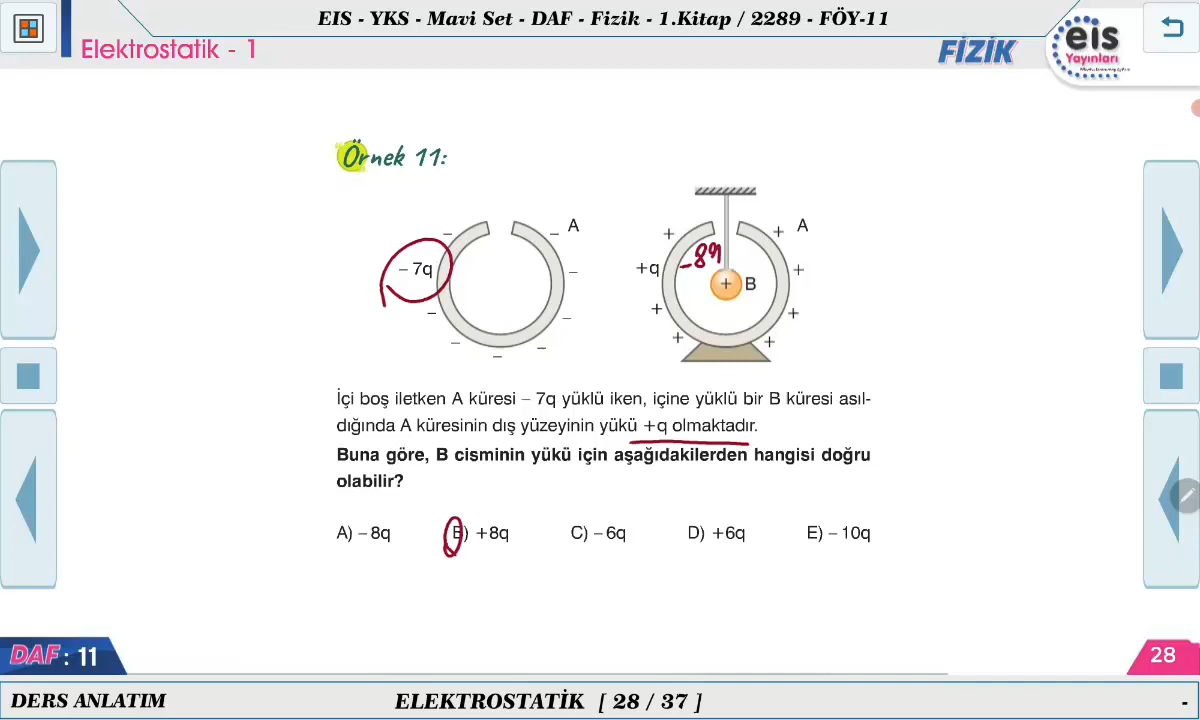 EIS - YKS - Mavi Set - DAF - Fizik - 1.Kitap / 2289 - FÖY-11
Elektrostatik - 1
FİZİK
eis
Yayınları
Örnek 11:
A
– 7q
A
+q
–8q
B
İçi boş iletken A küresi – 7q yüklü iken, içine yüklü bir B küresi asıl-
dığında A küresinin dış yüzeyinin yükü +q olmaktadır.
Buna göre, B cisminin yükü için aşağıdakilerden hangisi doğru
olabilir?
A) – 8q B) +8q C) – 6q D) +6q E) – 10q
DAF : 11
28
DERS ANLATIM ELEKTROSTATİK [ 28 / 37 ] -